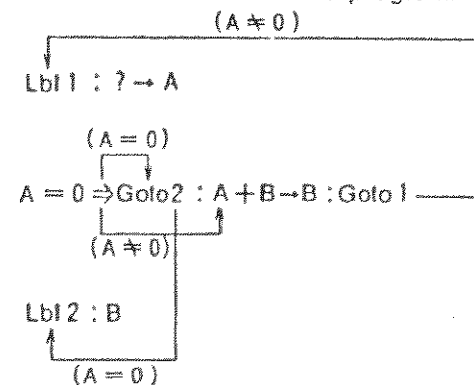 (A ≠ 0)
Lbl 1 : ? → A
(A = 0)
A = 0 ⇒ Goto 2 : A + B → B : Goto 1
(A ≠ 0)
Lbl 2 : B
(A = 0)